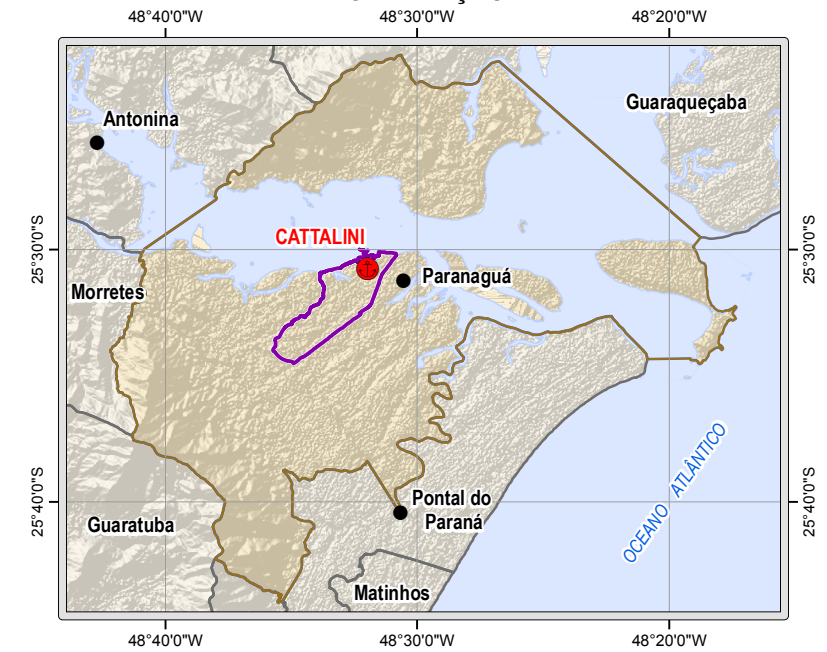 48°40'0"W
48°30'0"W
48°20'0"W
Guaraqueçaba
Antonina
CATTALINI
25°30'0"S
25°30'0"S
Paranaguá
Morretes
OCEANO ATLÂNTICO
25°40'0"S
25°40'0"S
Pontal do
Paraná
Guaratuba
Matinhos
48°40'0"W
48°30'0"W
48°20'0"W